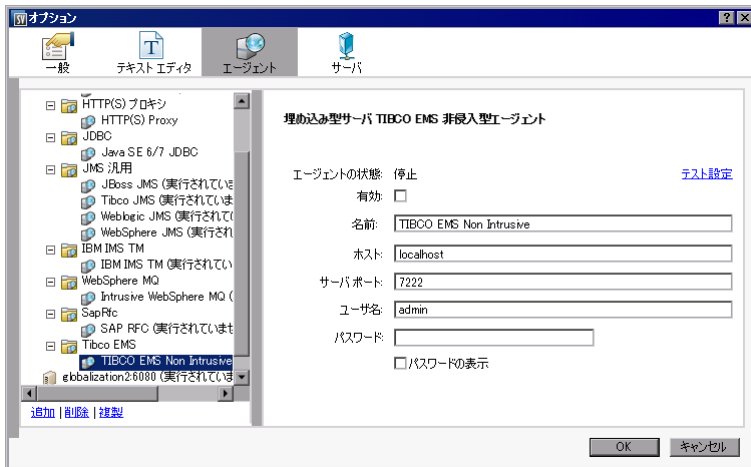 オプション
一般
テキスト エディタ
エージェント
サーバ
HTTP(S) プロキシ
HTTP(S) Proxy
JDBC
Java SE 6/7 JDBC
JMS 汎用
JBoss JMS (実行されていま
Tibco JMS (実行されていま
Weblogic JMS (実行されて(
WebSphere JMS (実行され
IBM IMS TM
IBM IMS TM (実行されてい
WebSphere MQ
Intrusive WebSphere MQ (
SapRfc
SAP RFC (実行されていませ
Tibco EMS
TIBCO EMS Non Intrusive
globalization2:6080 (実行されていま
追加 | 削除 | 複製
埋め込み型サーバ TIBCO EMS 非侵入型エージェント
エージェントの状態: 停止
テスト設定
有効:
名前: TIBCO EMS Non Intrusive
ホスト: localhost
サーバ ポート: 7222
ユーザ名: admin
パスワード:
パスワードの表示
OK
キャンセル